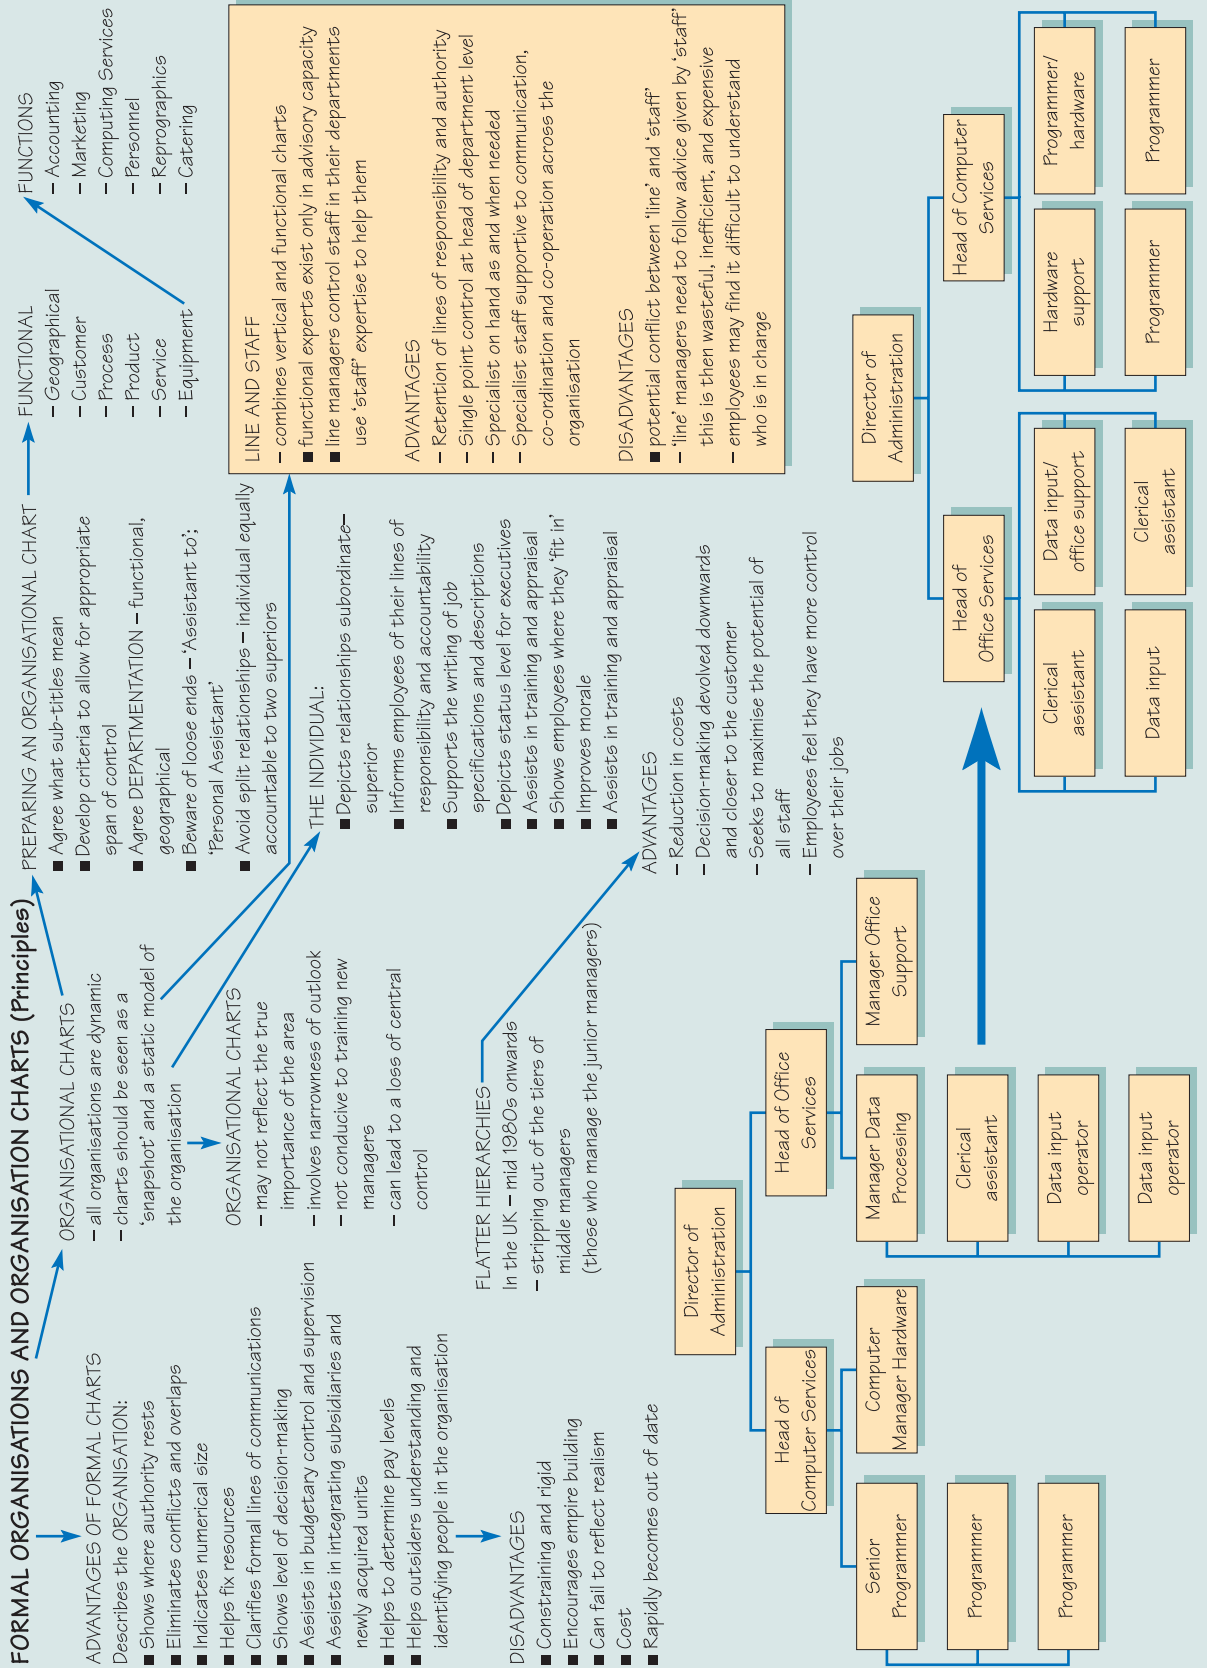 FORMAL ORGANISATIONS AND ORGANISATION CHARTS (Principles)
ADVANTAGES OF FORMAL CHARTS
Describes the ORGANISATION:
■ Shows where authority rests
■ Eliminates conflicts and overlaps
■ Indicates numerical size
■ Helps fix resources
■ Clarifies formal lines of communications
■ Shows level of decision-making
■ Assists in budgetary control and supervision
■ Assists in integrating subsidiaries and
newly acquired units
■ Helps to determine pay levels
■ Helps outsiders understanding and
identifying people in the organisation
DISADVANTAGES
■ Constraining and rigid
■ Encourages empire building
■ Can fail to reflect realism
■ Cost
■ Rapidly becomes out of date
ORGANISATIONAL CHARTS
– all organisations are dynamic
– charts should be seen as a
‘snapshot’ and a static model of
the organisation
ORGANISATIONAL CHARTS
– may not reflect the true
importance of the area
– involves narrowness of outlook
– not conducive to training new
managers
– can lead to a loss of central
control
FLATTER HIERARCHIES
In the UK – mid 1980s onwards
– stripping out of the tiers of
middle managers
(those who manage the junior managers)
PREPARING AN ORGANISATIONAL CHART
■ Agree what sub-titles mean
■ Develop criteria to allow for appropriate
span of control
■ Agree DEPARTMENTATION – functional,
geographical
■ Beware of loose ends – ‘Assistant to’;
‘Personal Assistant’
■ Avoid split relationships – individual equally
accountable to two superiors
THE INDIVIDUAL:
■ Depicts relationships subordinate–
superior
■ Informs employees of their lines of
responsibility and accountability
■ Supports the writing of job
specifications and descriptions
■ Depicts status level for executives
■ Assists in training and appraisal
■ Shows employees where they ‘fit in’
■ Improves morale
■ Assists in training and appraisal
ADVANTAGES
– Reduction in costs
– Decision-making devolved downwards
and closer to the customer
– Seeks to maximise the potential of
all staff
– Employees feel they have more control
over their jobs
FUNCTIONAL
– Geographical
– Customer
– Process
– Product
– Service
– Equipment
FUNCTIONS
– Accounting
– Marketing
– Computing Services
– Personnel
– Reprographics
– Catering
LINE AND STAFF
– combines vertical and functional charts
■ functional experts exist only in advisory capacity
■ line managers control staff in their departments
use ‘staff’ expertise to help them
ADVANTAGES
– Retention of lines of responsibility and authority
– Single point control at head of department level
– Specialist on hand as and when needed
– Specialist staff supportive to communication,
co-ordination and co-operation across the
organisation
DISADVANTAGES
■ potential conflict between ‘line’ and ‘staff’
– ‘line’ managers need to follow advice given by ‘staff’
this is then wasteful, inefficient, and expensive
– employees may find it difficult to understand
who is in charge
Director of
Administration
Head of
Computer Services
Head of Office
Services
Senior
Programmer
Computer
Manager Hardware
Manager Data
Processing
Manager Office
Support
Programmer
Clerical
assistant
Programmer
Data input
operator
Data input
operator
Director of
Administration
Head of
Office Services
Head of Computer
Services
Clerical
assistant
Data input/
office support
Hardware
support
Programmer/
hardware
Data input
Clerical
assistant
Programmer
Programmer